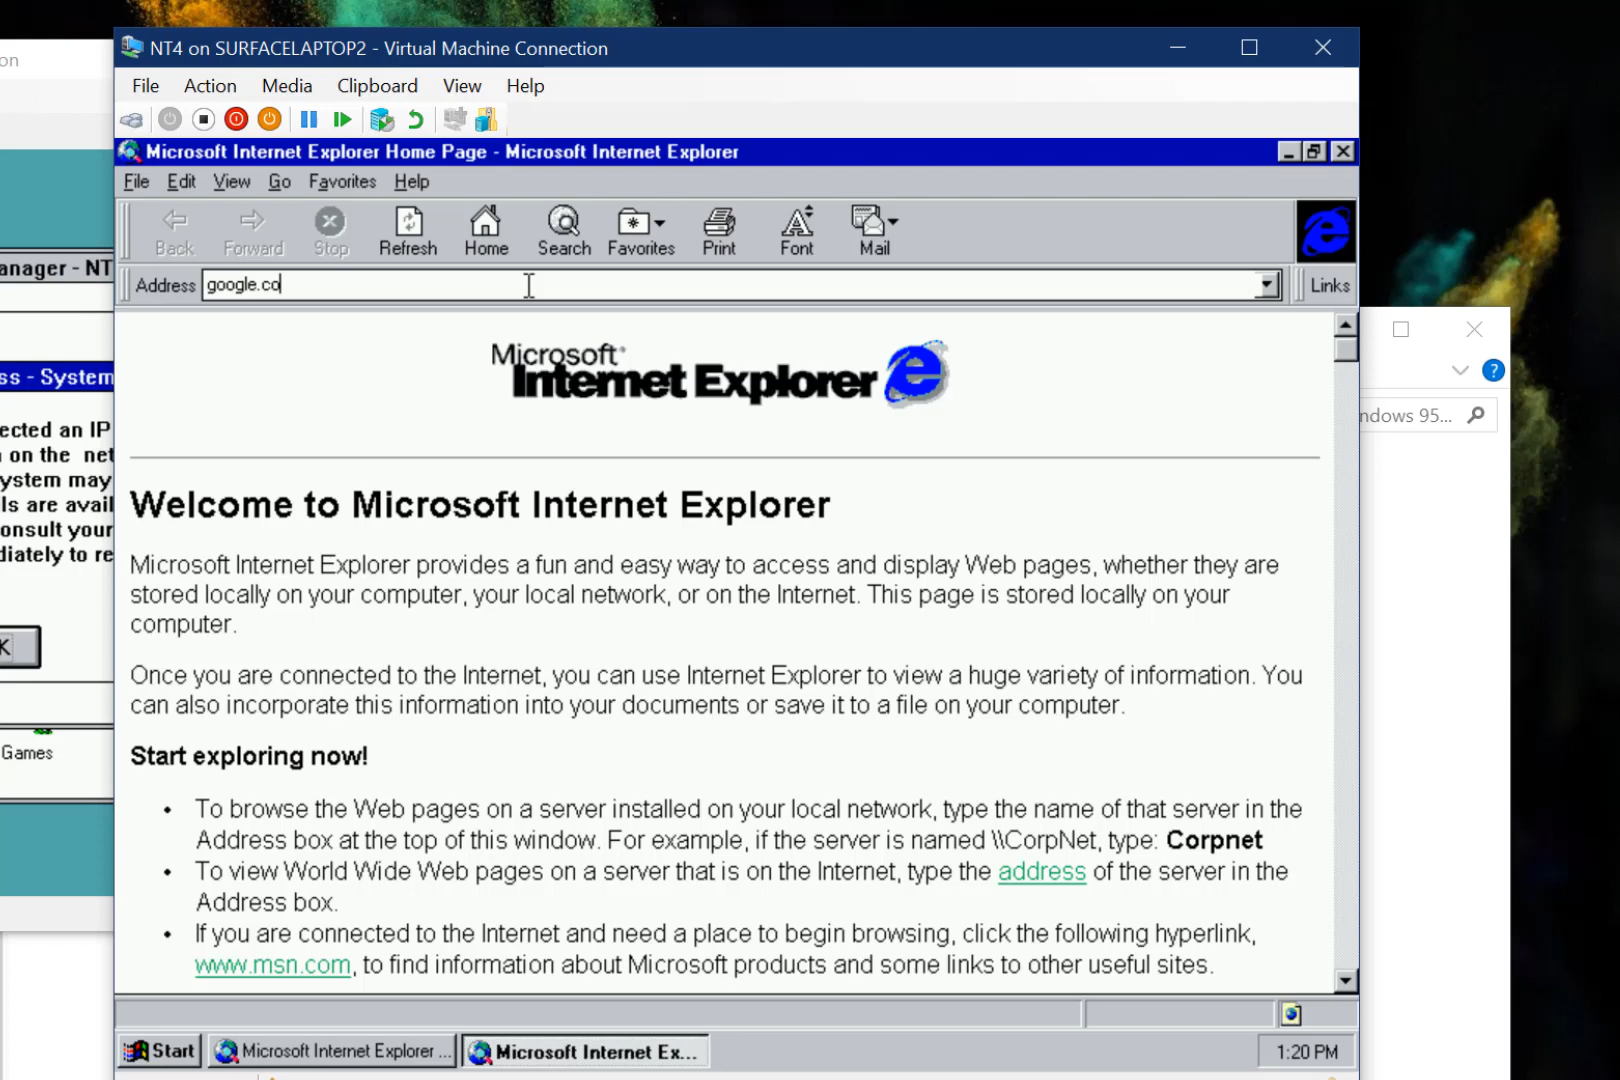 on
NT4 on SURFACELAPTOP2 - Virtual Machine Connection
File Action Media Clipboard View Help
Microsoft Internet Explorer Home Page - Microsoft Internet Explorer
File Edit View Go Favorites Help
Back Forward Stop Refresh Home Search Favorites Print Font Mail
Address google.co Links
Microsoft
Internet Explorer
Welcome to Microsoft Internet Explorer
Microsoft Internet Explorer provides a fun and easy way to access and display Web pages, whether they are
stored locally on your computer, your local network, or on the Internet. This page is stored locally on your
computer.
Once you are connected to the Internet, you can use Internet Explorer to view a huge variety of information. You
can also incorporate this information into your documents or save it to a file on your computer.
Start exploring now!
• To browse the Web pages on a server installed on your local network, type the name of that server in the
Address box at the top of this window. For example, if the server is named \\CorpNet, type: Corpnet
• To view World Wide Web pages on a server that is on the Internet, type the address of the server in the
Address box.
• If you are connected to the Internet and need a place to begin browsing, click the following hyperlink,
www.msn.com, to find information about Microsoft products and some links to other useful sites.
Start Microsoft Internet Explorer ... Microsoft Internet Ex... 1:20 PM
anager - NT
ss - System
ected an IP
on the net
ystem may
ls are avail
onsult your
diately to re
K
Games
ndows 95...